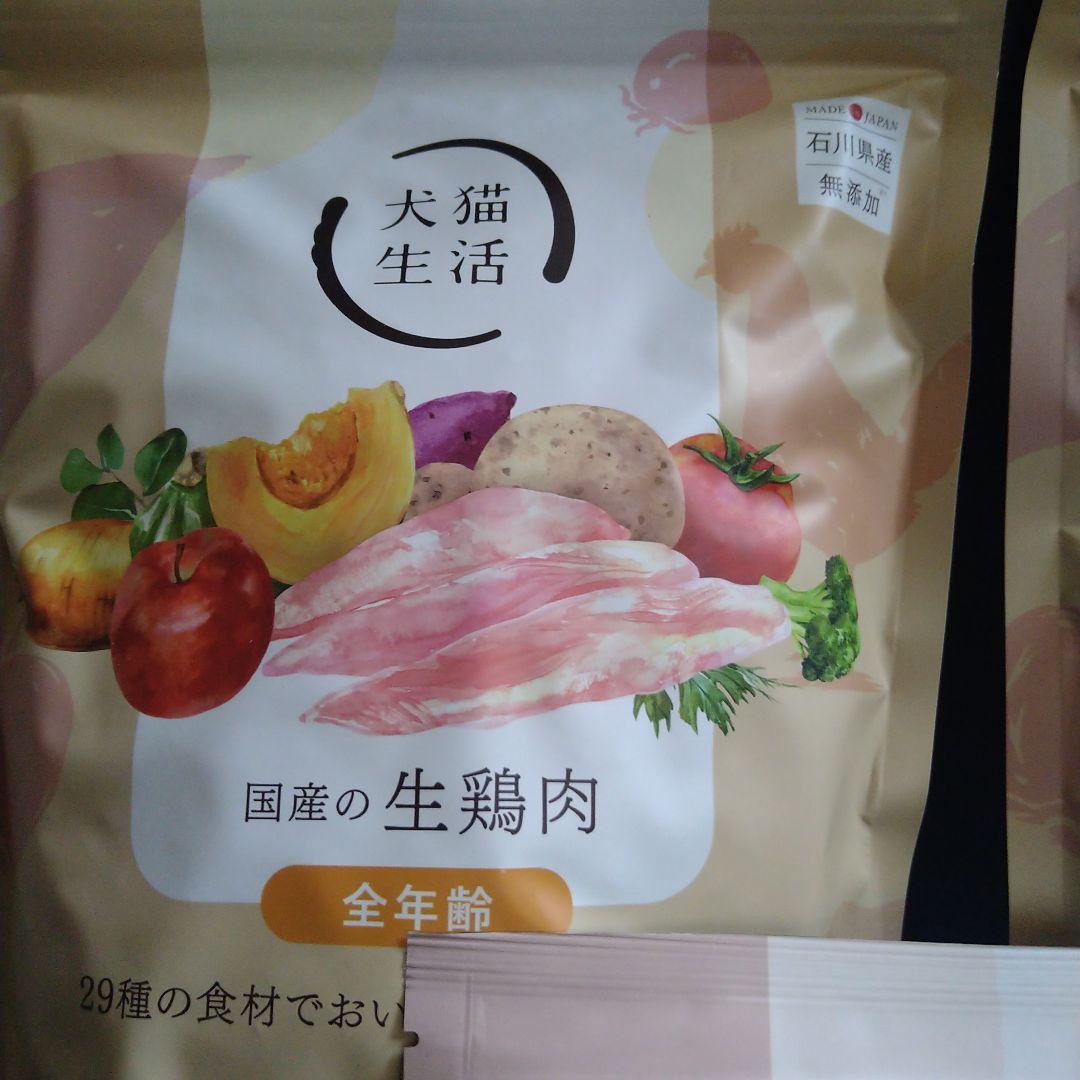 MADE in JAPAN
石川県産
無添加
犬猫
生活
国産の生鶏肉
全年齢
29種の食材でおい